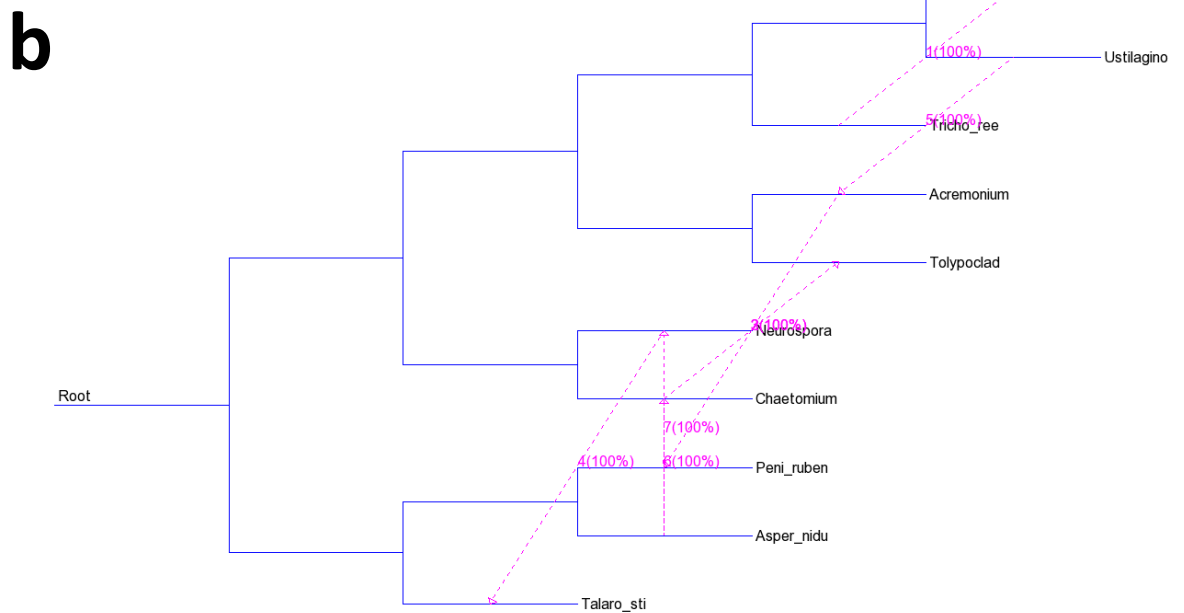 b
1(100%)
Ustilagino
5(100%)
Tricho_ree
Acremonium
Tolypoclad
(100%)
Neurospora
Root
Chaetomium
7(100%)
4(100%)
6(100%)
Peni_ruben
Asper_nidu
Talaro_sti